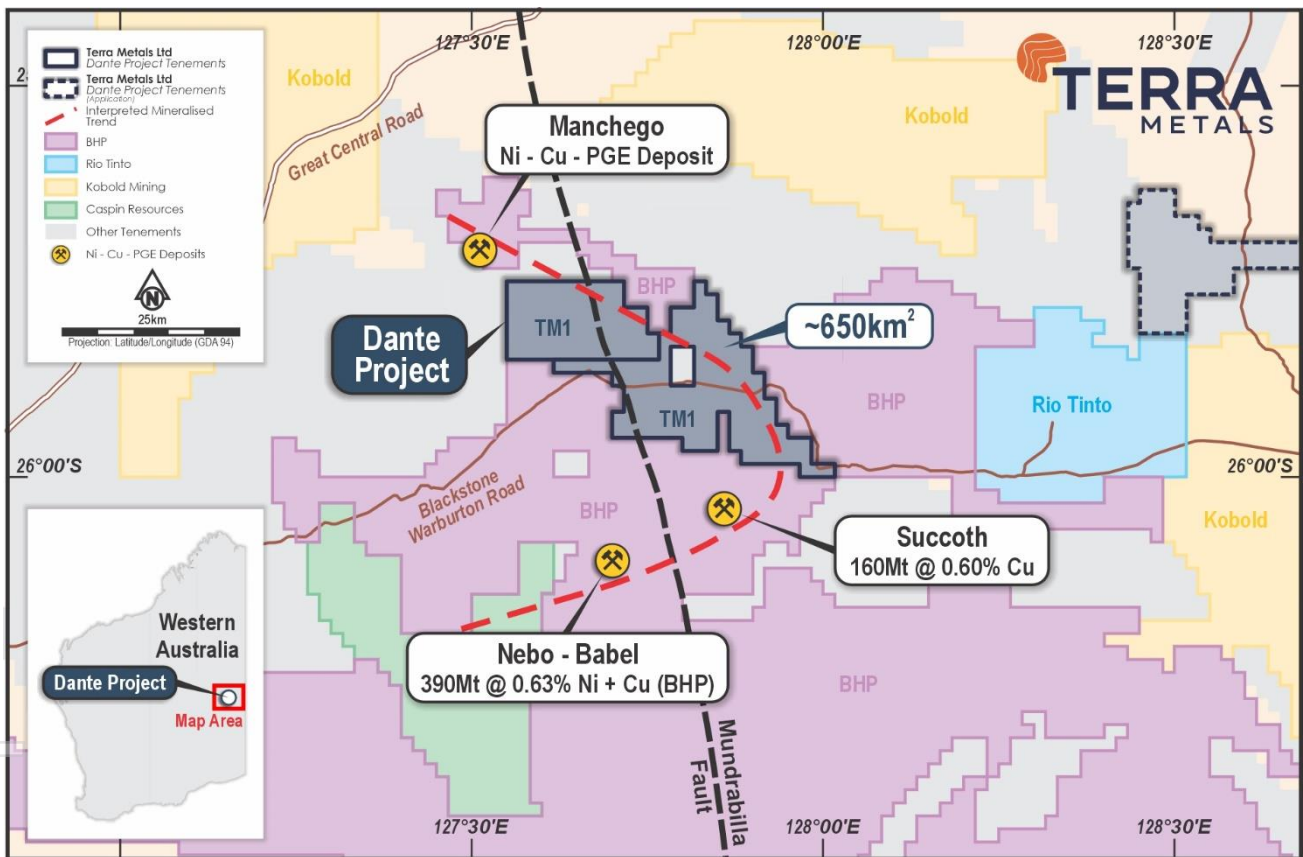 127°30'E
128°00'E
128°30'E
Terra Metals Ltd
Dante Project Tenements
Terra Metals Ltd
Dante Project Tenements
(Application)
Interpreted Mineralised
Trend
BHP
Rio Tinto
Kobold Mining
Caspin Resources
Other Tenements
Ni - Cu - PGE Deposits
N
25km
Projection: Latitude/Longitude (GDA 94)
TERRA
METALS
Kobold
Great Central Road
Kobold
Manchego
Ni - Cu - PGE Deposit
BHP
Dante
Project
TM1
~650km²
TM1
BHP
Rio Tinto
26°00'S
26°00'S
Blackstone
Warburton Road
BHP
Kobold
Succoth
160Mt @ 0.60% Cu
Nebo - Babel
390Mt @ 0.63% Ni + Cu (BHP)
BHP
Western
Australia
Dante Project
Map Area
Mundrabilla
Fault
127°30'E
128°00'E
128°30'E